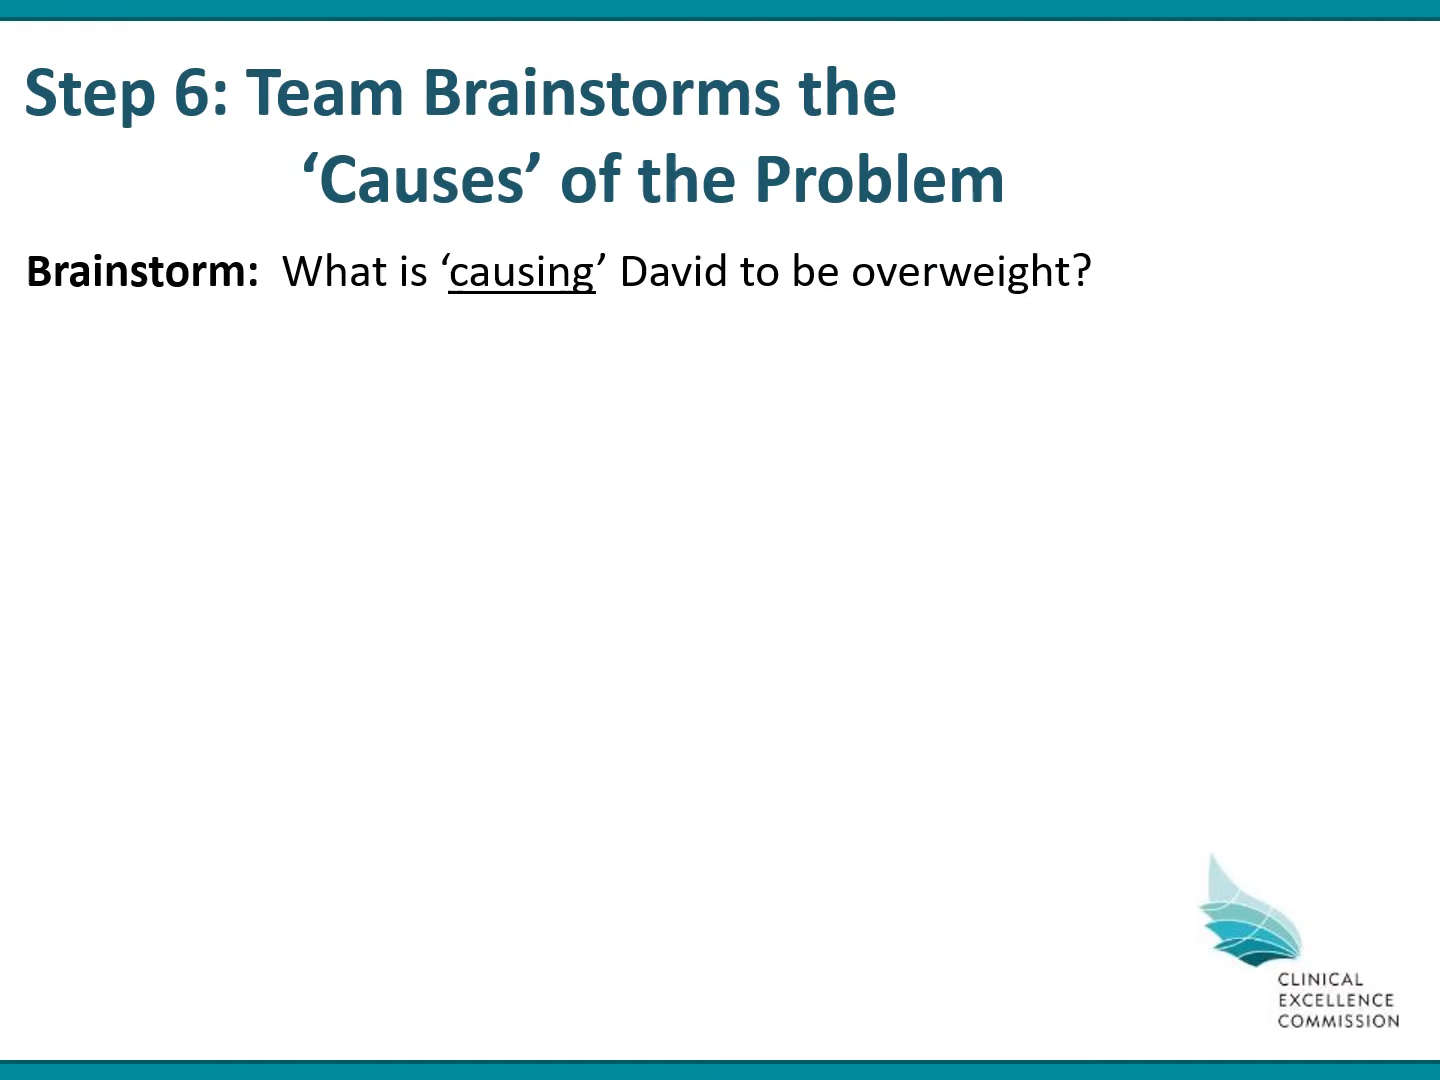 Step 6: Team Brainstorms the
‘Causes’ of the Problem
Brainstorm: What is ‘causing’ David to be overweight?
CLINICAL
EXCELLENCE
COMMISSION